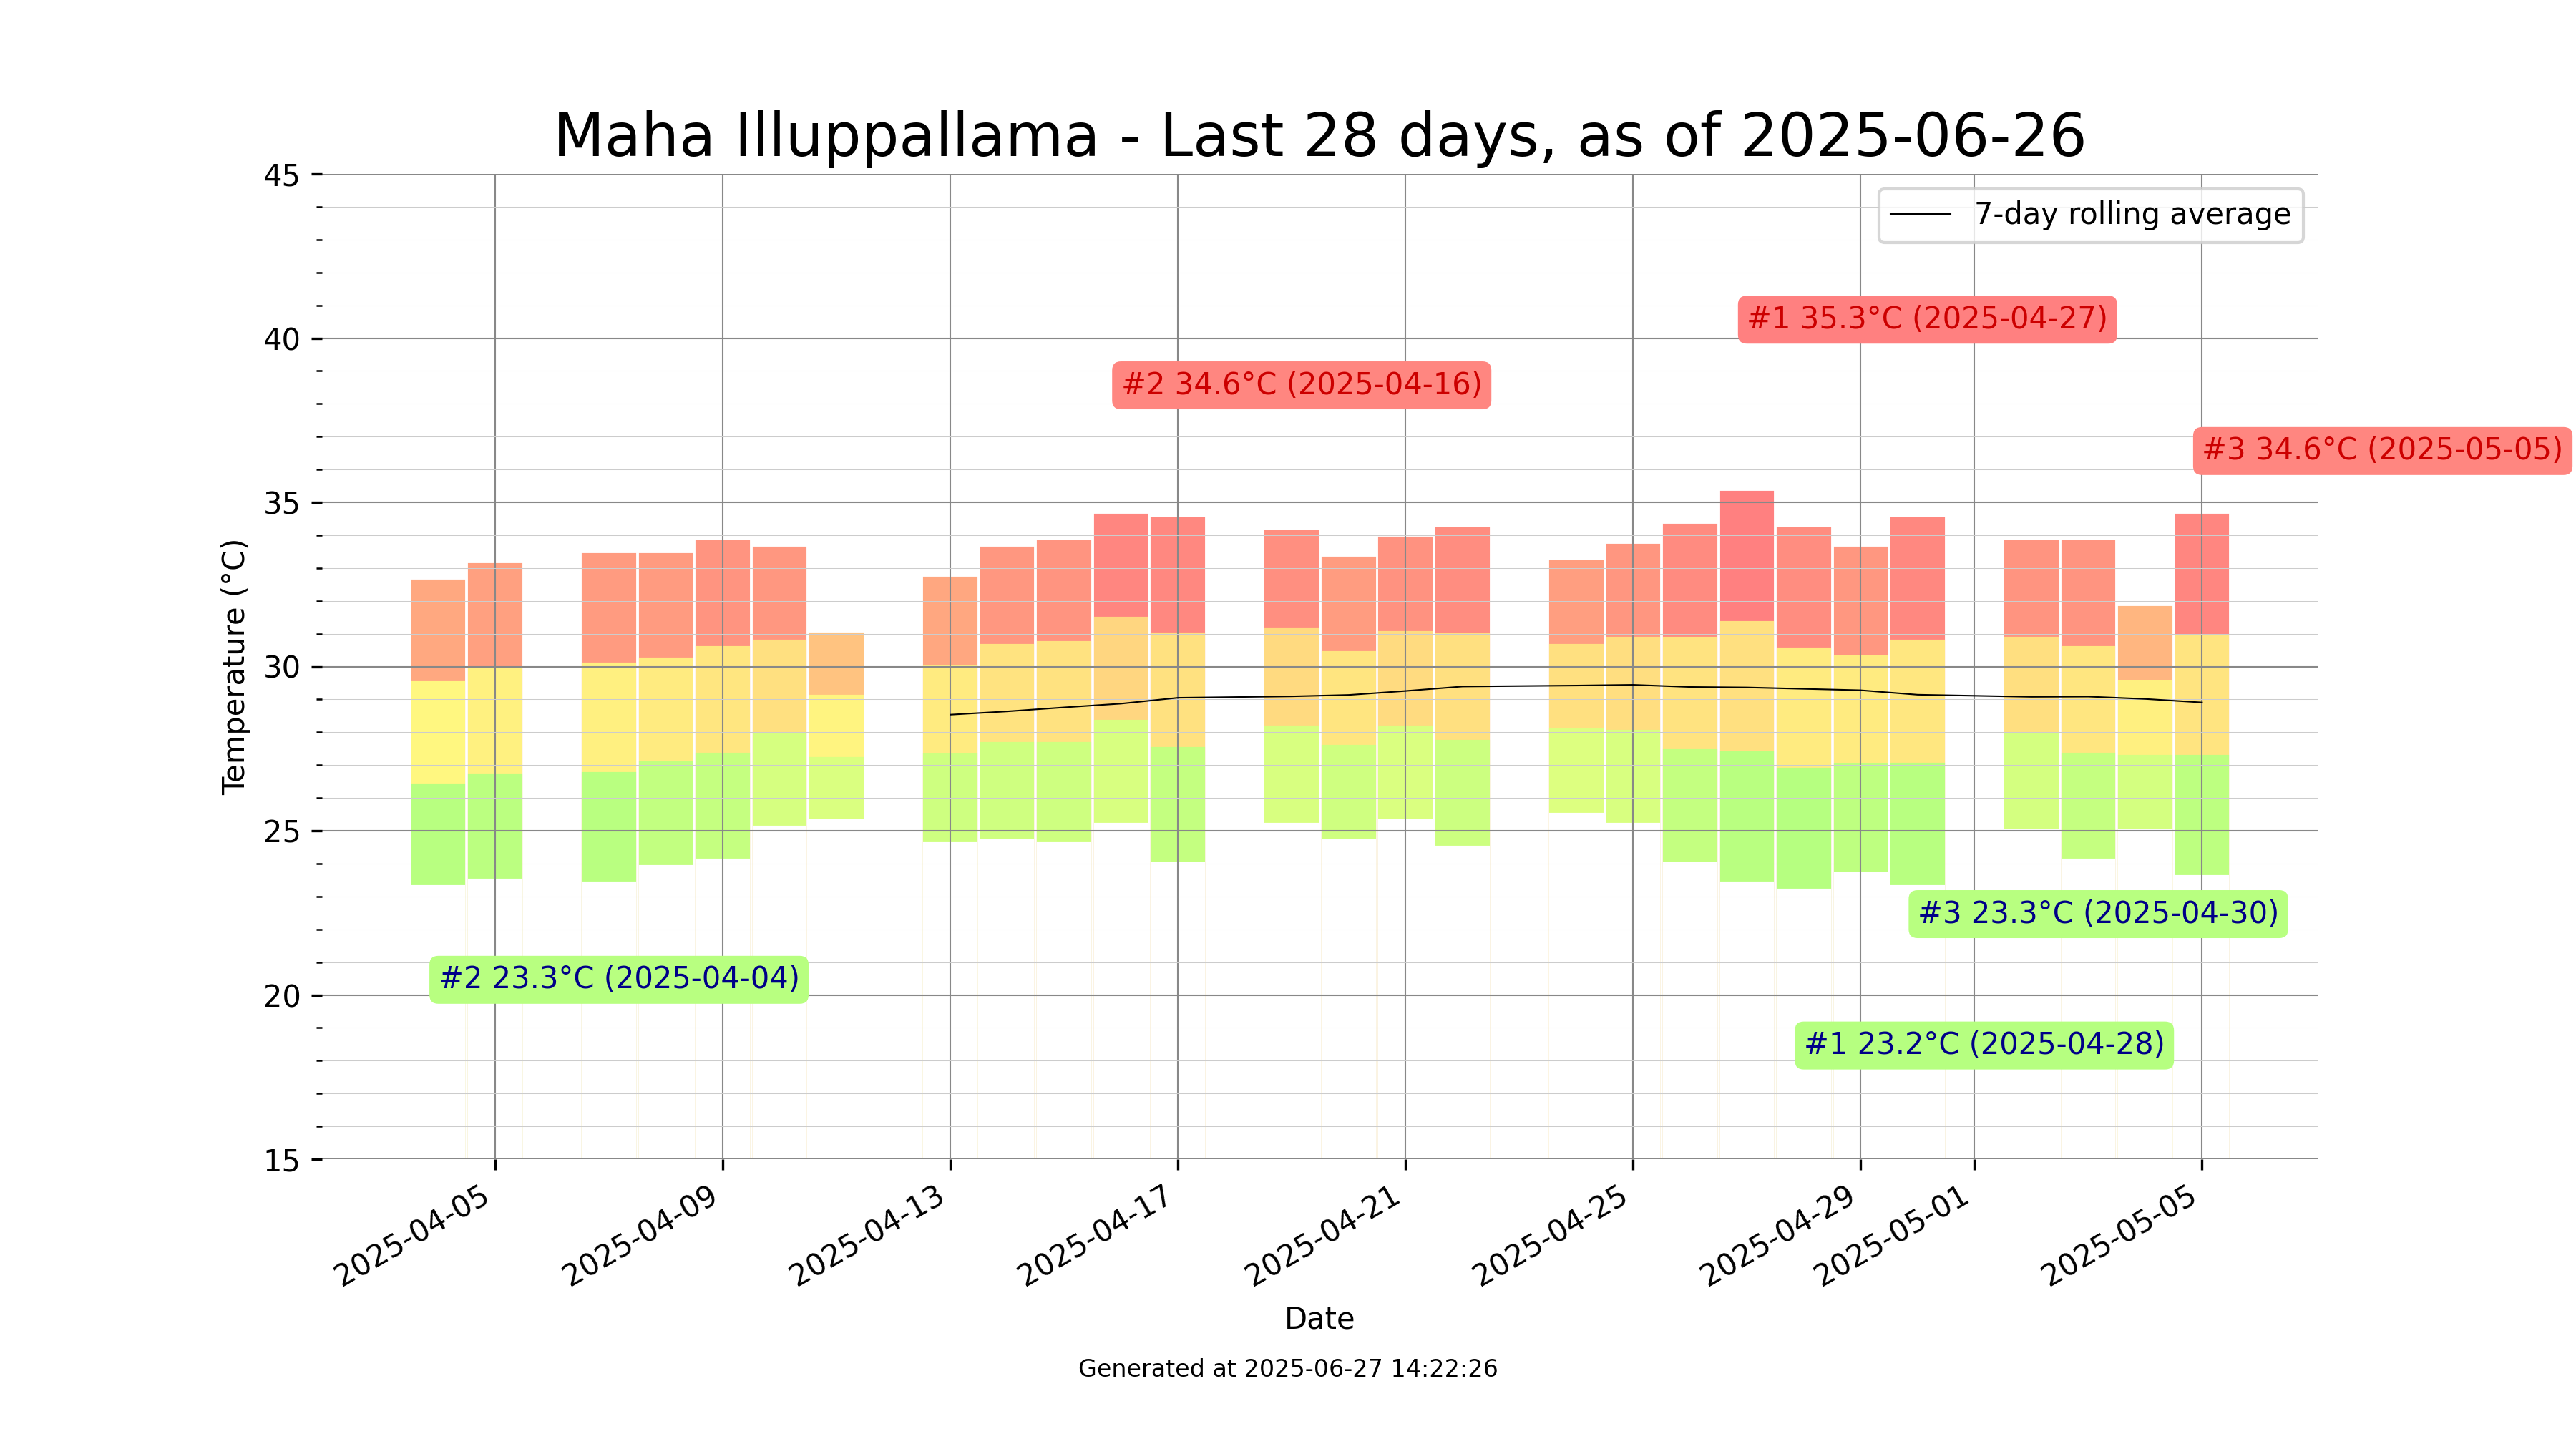 Maha Illuppallama - Last 28 days, as of 2025-06-26
45
7-day rolling average
#1 35.3°C (2025-04-27)
40
#2 34.6°C (2025-04-16)
#3 34.6°C (2025-05-05)
35
Temperature (°C)
30
25
#3 23.3°C (2025-04-30)
#2 23.3°C (2025-04-04)
20
#1 23.2°C (2025-04-28)
15
2025-04-05
2025-04-09
2025-04-13
2025-04-17
2025-04-21
2025-04-25
2025-04-29
2025-05-01
2025-05-05
Date
Generated at 2025-06-27 14:22:26